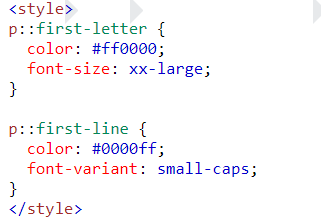 <style>
p::first-letter {
  color: #ff0000;
  font-size: xx-large;
}

p::first-line {
  color: #0000ff;
  font-variant: small-caps;
}
</style>